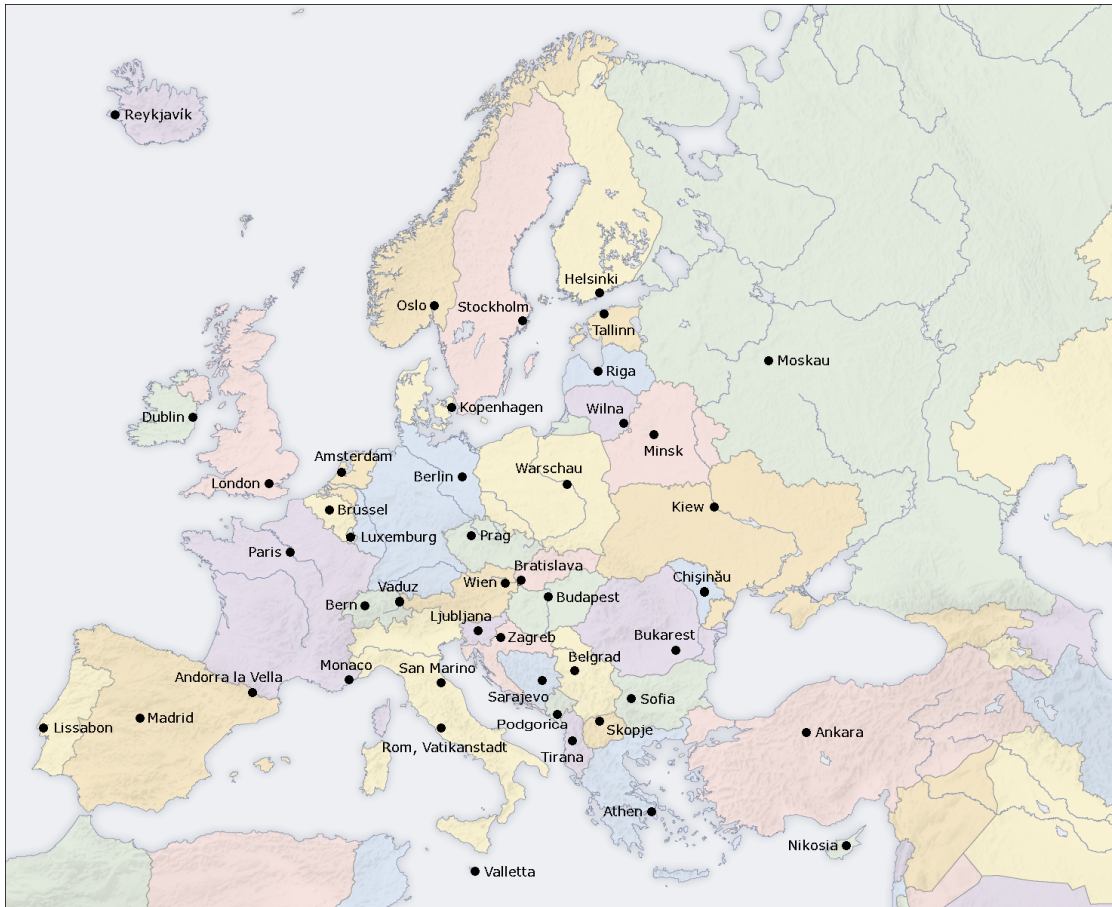 Reykjavík
Helsinki
Oslo
Stockholm
Tallinn
Moskau
Riga
Kopenhagen
Wilna
Dublin
Minsk
Amsterdam
Warschau
Berlin
London
Kiew
Brüssel
Prag
Luxemburg
Paris
Bratislava
Chişinău
Wien
Vaduz
Budapest
Bern
Ljubljana
Zagreb
Bukarest
Belgrad
Monaco
San Marino
Andorra la Vella
Sarajevo
Sofia
Madrid
Podgorica
Lissabon
Skopje
Ankara
Rom, Vatikanstadt
Tirana
Athen
Nikosia
Valletta